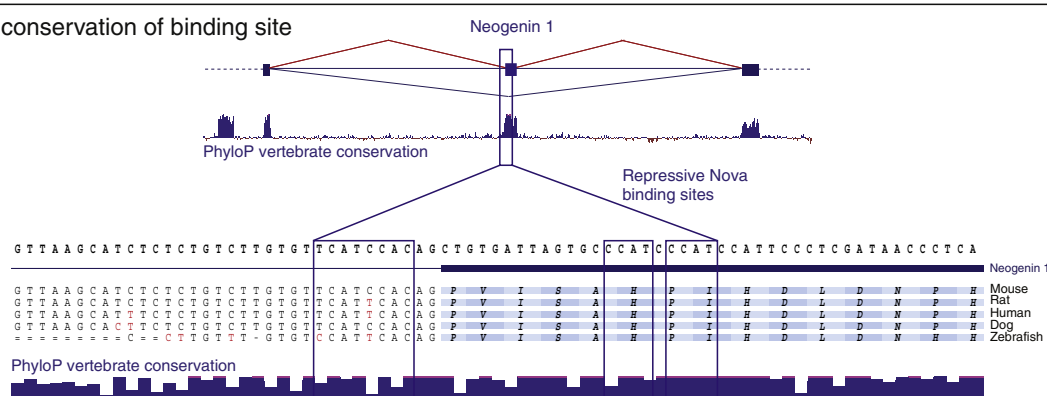 conservation of binding site
Neogenin 1
PhyloP vertebrate conservation
Repressive Nova
binding sites
G T T A A G C A T C T C T C T G T C T T G T G T T C A T C C A C A G C T G T G A T T A G T G C C C A T C C C A T C C A T T C C C T C G A T A A C C C T C A
Neogenin 1
G T T A A G C A T C T C T C T G T C T T G T G T T C A T C C A C A G P V I S A H P I H D L D N P H Mouse
G T T A A G C A T C T C T C T G T C T T G T G T T C A T T C A C A G P V I S A H P I H D L D N P H Rat
G T T A A G C A T T T C T C T G T C T T G T G T T C A T T C A C A G P V I S A H P I H D L D N P H Human
G T T A A G C A C T T C T C T G T C T T G T G T T C A T C C A C A G P V I S A H P I H D L D N P H Dog
= = = = = = = = = C = = C T T G T T T - G T G T C C A T T C A C A G P V I S A H P I H D L D N H H Zebrafish
PhyloP vertebrate conservation